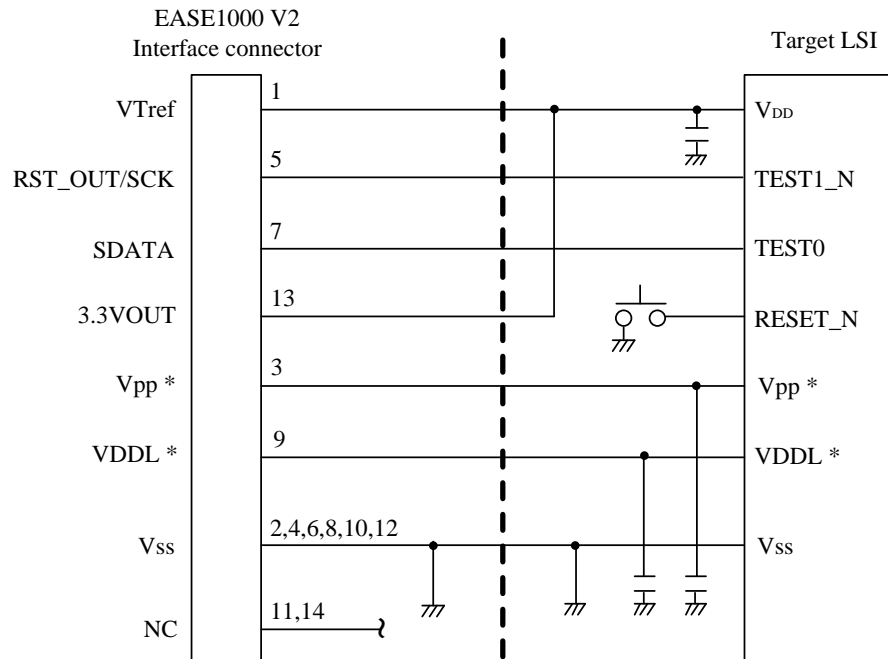 EASE1000 V2
Interface connector
Target LSI
VTref
1
VDD
RST_OUT/SCK
5
TEST1_N
SDATA
7
TEST0
3.3VOUT
13
RESET_N
Vpp *
3
Vpp *
VDDL *
9
VDDL *
Vss
2,4,6,8,10,12
Vss
NC
11,14